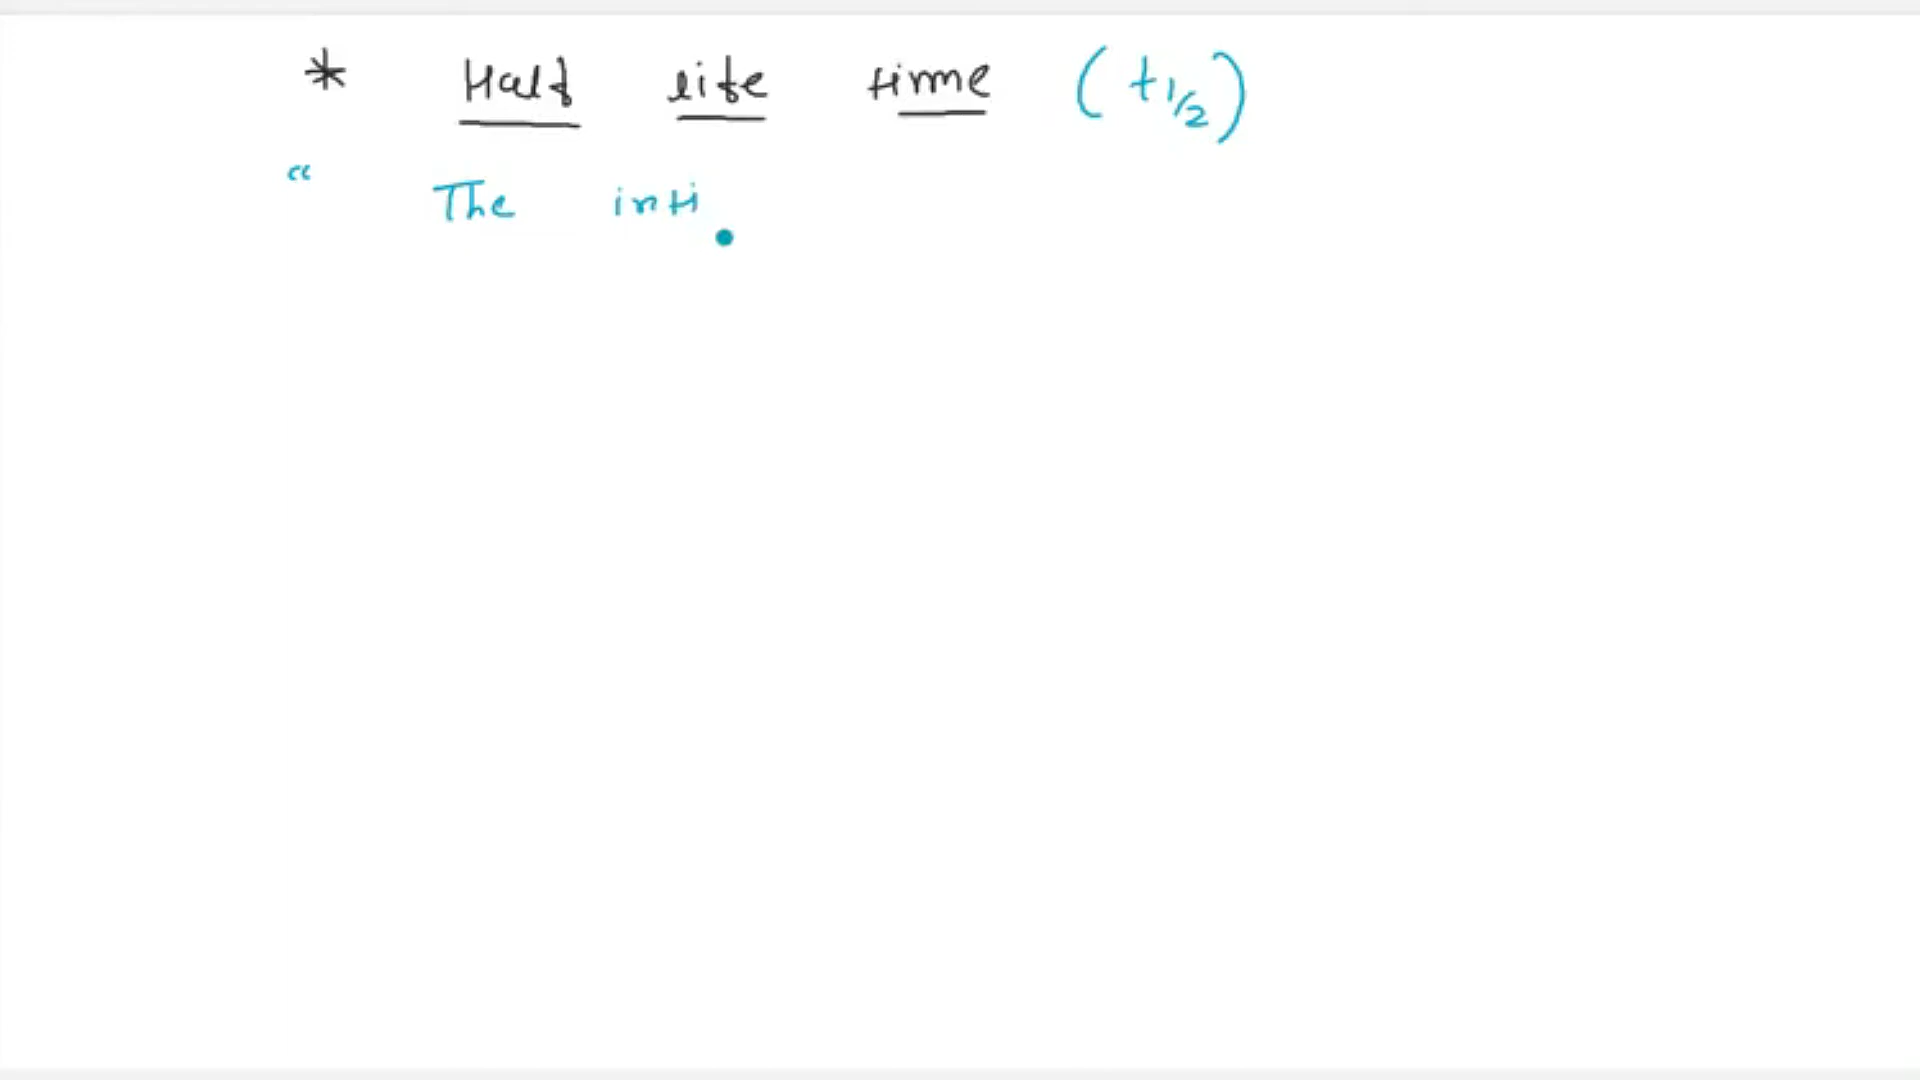 * Half life time (t1/2)
“ The inti